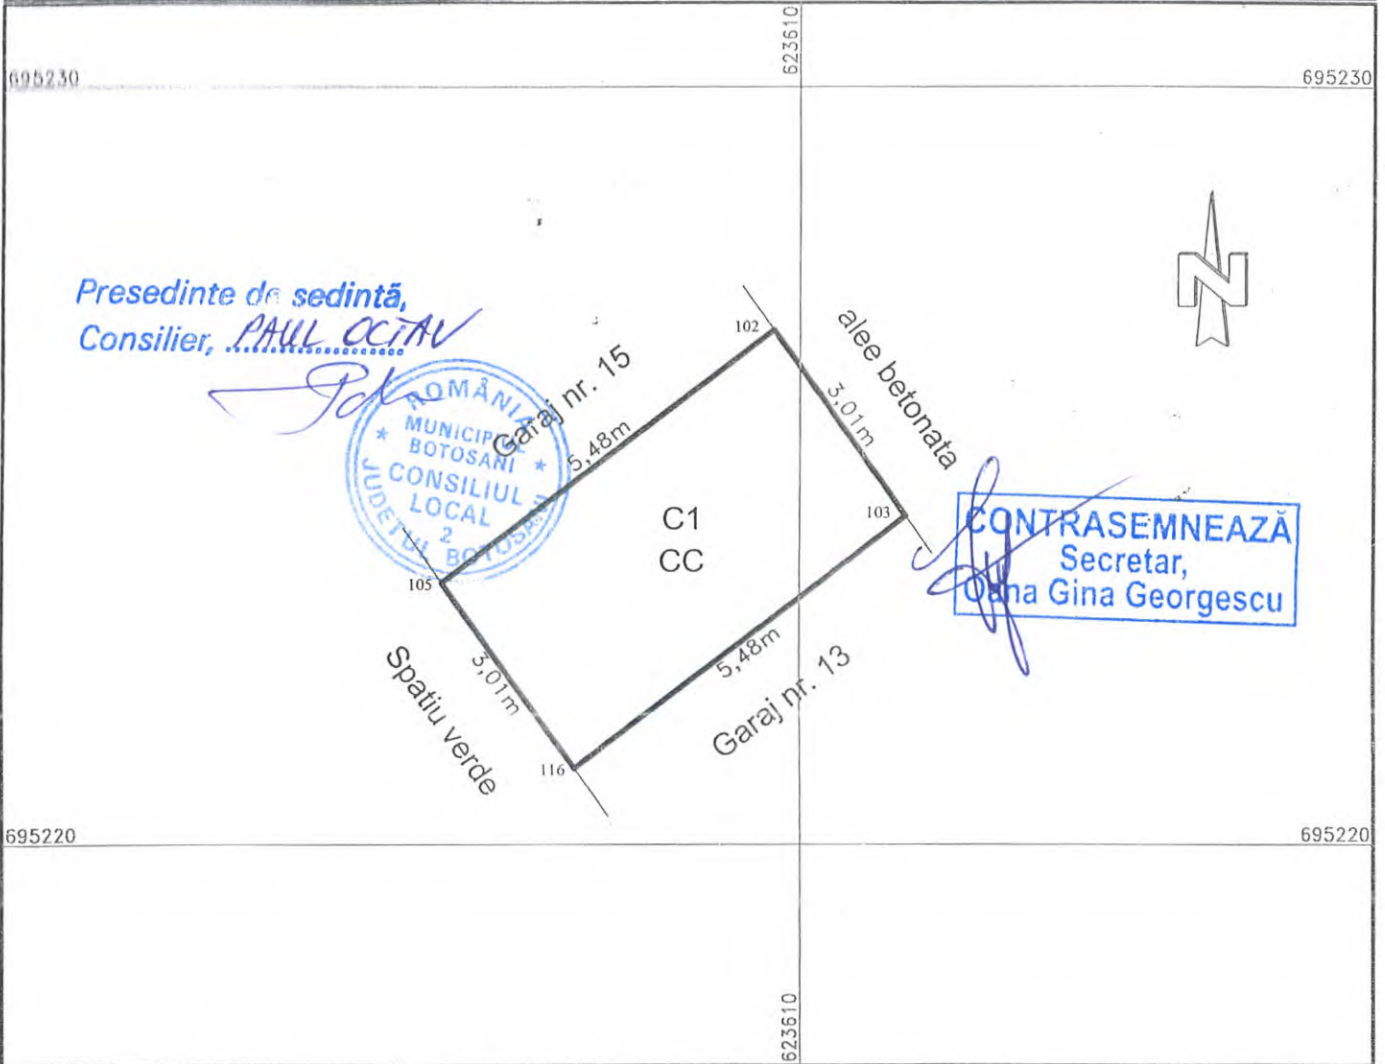 623610
695230
695230
Presedinte de sedintă,
Consilier, PAUL OCTAV
ROMÂNIA
MUNICIPIUL
BOTOSANI
CONSILIUL
LOCAL
2
JUDETUL BOTOSANI
Garaj nr. 15
5,48m
102
alee betonata
3,01m
103
C1
CC
CONTRASEMNEAZĂ
Secretar,
Oana Gina Georgescu
105
3,01m
Spatiu verde
5,48m
Garaj nr. 13
116
N
695220
695220
623610